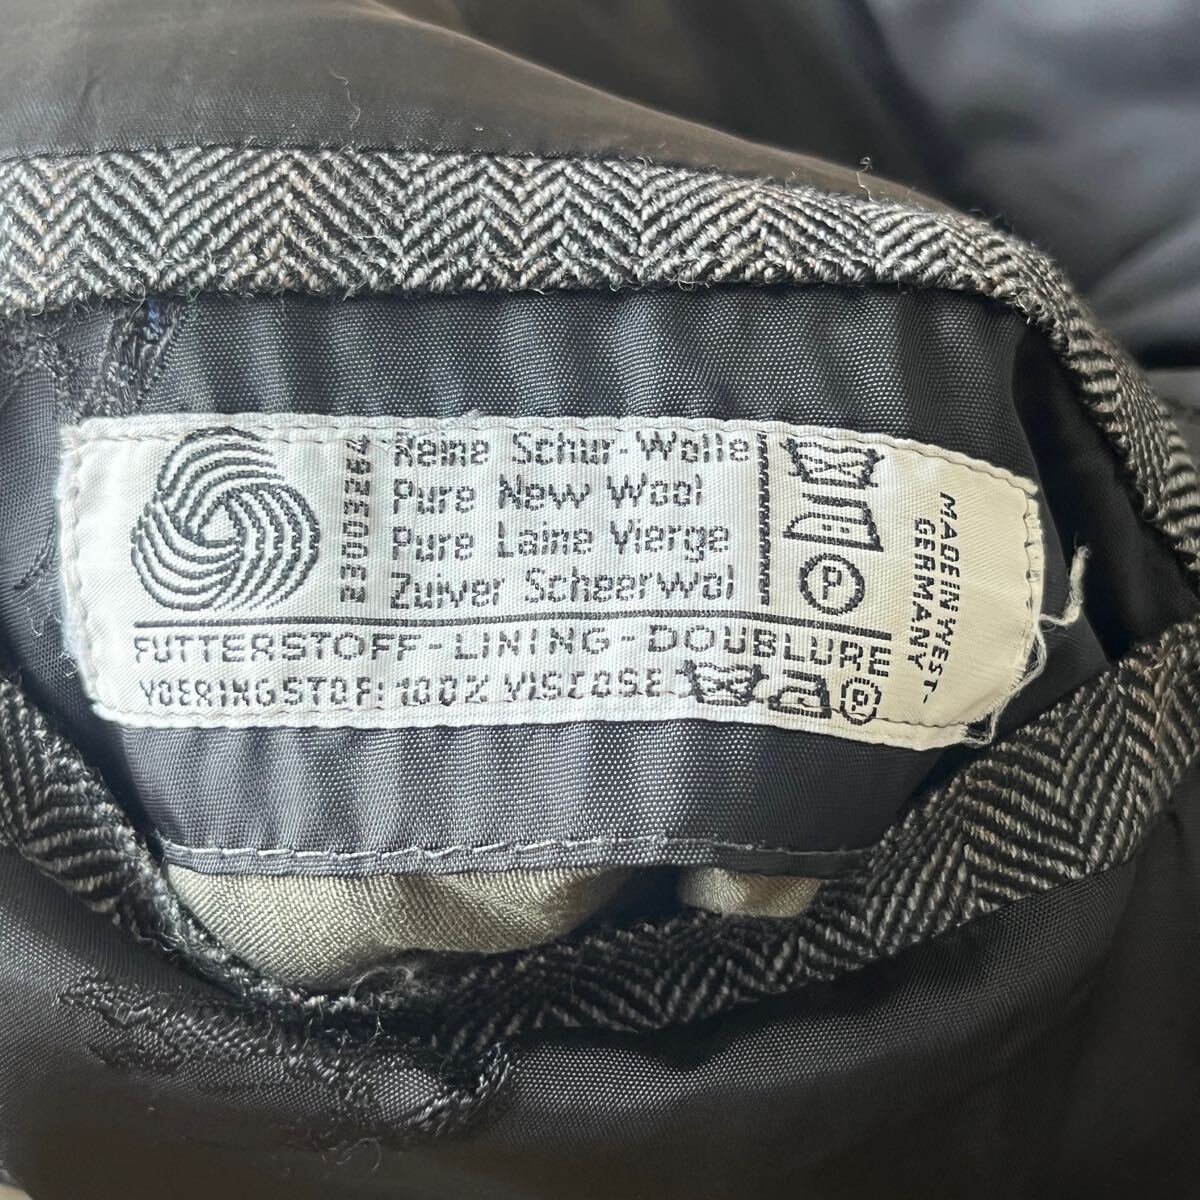 23003264
Reine Schur-Wolle
Pure New Wool
Pure Laine Vierge
Zuiver Scheerwol
FUTTERSTOFF-LINING-DOUBLURE
VOERINGSTOF: 100% VISCOSE
P
P
MADE IN WEST-
GERMANY